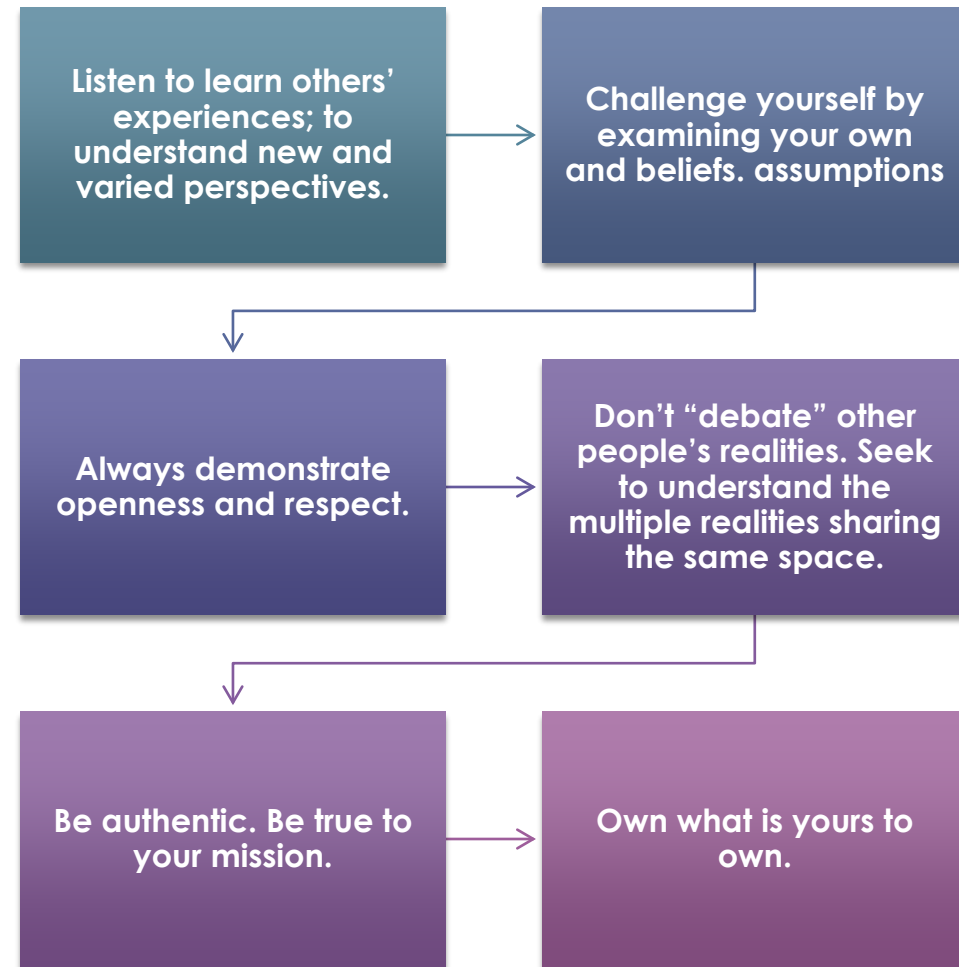 Listen to learn others’
experiences; to
understand new and
varied perspectives.
Challenge yourself by
examining your own
and beliefs. assumptions
Always demonstrate
openness and respect.
Don’t “debate” other
people’s realities. Seek
to understand the
multiple realities sharing
the same space.
Be authentic. Be true to
your mission.
Own what is yours to
own.